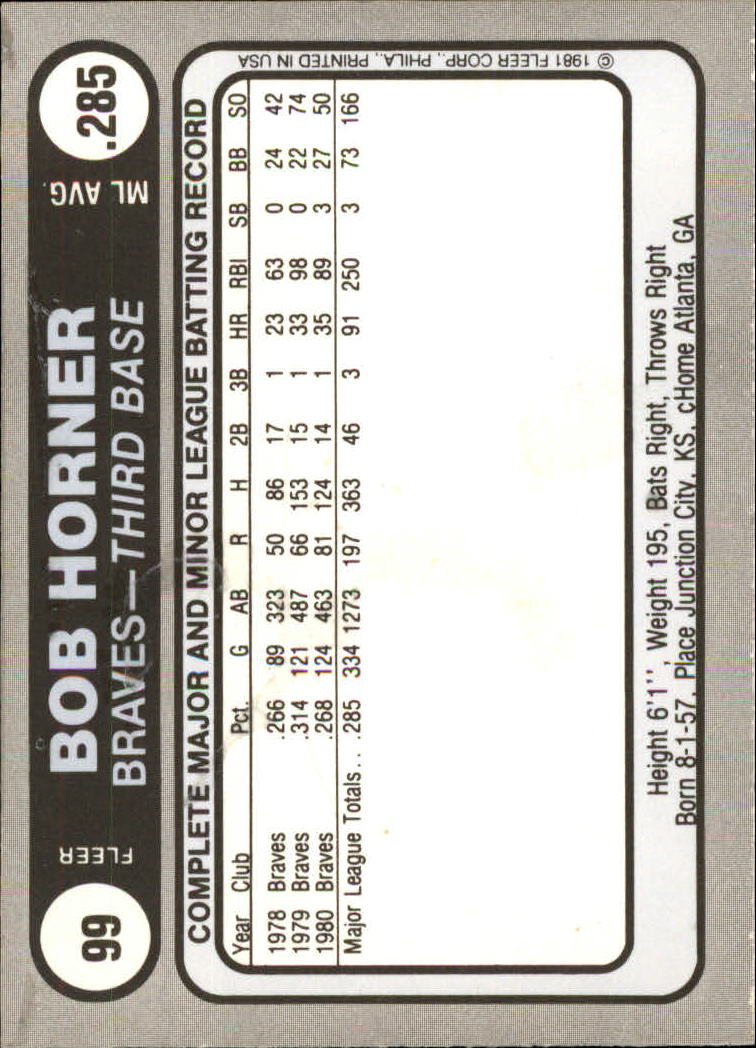 99
FLEER
BOB HORNER
BRAVES—THIRD BASE
ML AVG.
.285
COMPLETE MAJOR AND MINOR LEAGUE BATTING RECORD
Year Club Pct. G AB R H 2B 3B HR RBI SB BB SO
1978 Braves .266 89 323 50 86 17 1 23 63 0 24 42
1979 Braves .314 121 487 66 153 15 1 33 98 0 22 74
1980 Braves .268 124 463 81 124 14 1 35 89 3 27 50
Major League Totals... .285 334 1273 197 363 46 3 91 250 3 73 166
Height 6'1'', Weight 195, Bats Right, Throws Right
Born 8-1-57, Place Junction City, KS, cHome Atlanta, GA
© 1981 FLEER CORP., PHILA., PRINTED IN USA